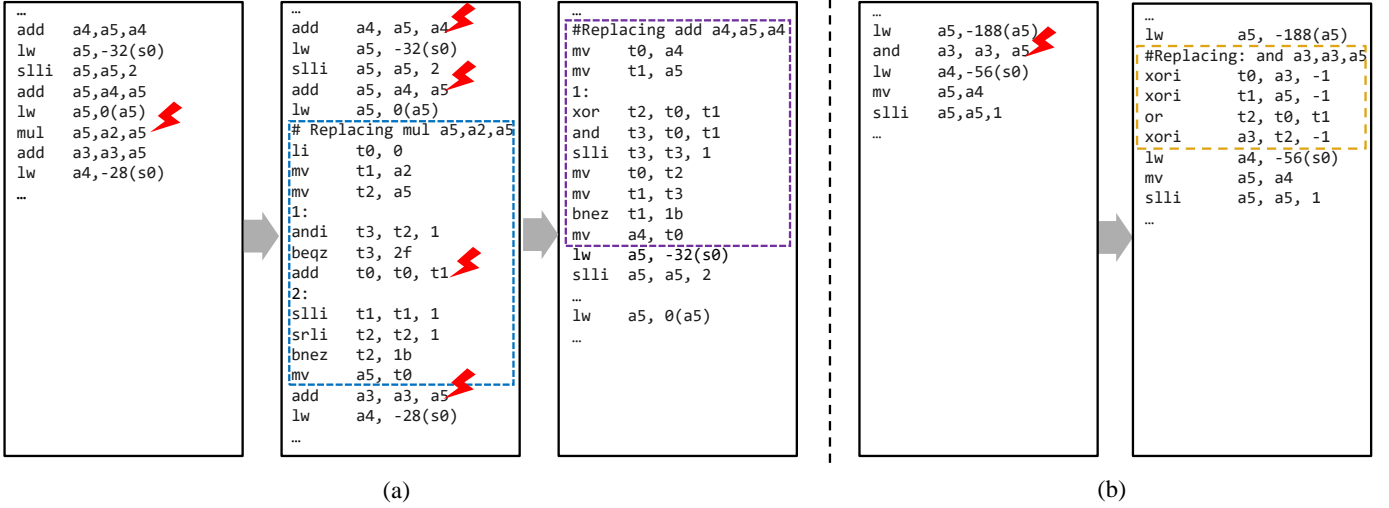 …
add a4,a5,a4
lw a5,-32(s0)
slli a5,a5,2
add a5,a4,a5
lw a5,0(a5)
mul a5,a2,a5
add a3,a3,a5
lw a4,-28(s0)
…
…
add a4, a5, a4
lw a5, -32(s0)
slli a5, a5, 2
add a5, a4, a5
lw a5, 0(a5)
# Replacing mul a5,a2,a5
li t0, 0
mv t1, a2
mv t2, a5
1:
andi t3, t2, 1
beqz t3, 2f
add t0, t0, t1
2:
slli t1, t1, 1
srli t2, t2, 1
bnez t2, 1b
mv a5, t0
add a3, a3, a5
lw a4, -28(s0)
…
…
#Replacing add a4,a5,a4
mv t0, a4
mv t1, a5
1:
xor t2, t0, t1
and t3, t0, t1
slli t3, t3, 1
mv t0, t2
mv t1, t3
bnez t1, 1b
mv a4, t0
lw a5, -32(s0)
slli a5, a5, 2
…
lw a5, 0(a5)
…
(a)
…
lw a5,-188(a5)
and a3, a3, a5
lw a4,-56(s0)
mv a5,a4
slli a5,a5,1
…
…
lw a5, -188(a5)
#Replacing: and a3,a3,a5
xori t0, a3, -1
xori t1, a5, -1
or t2, t0, t1
xori a3, t2, -1
lw a4, -56(s0)
mv a5, a4
slli a5, a5, 1
…
(b)